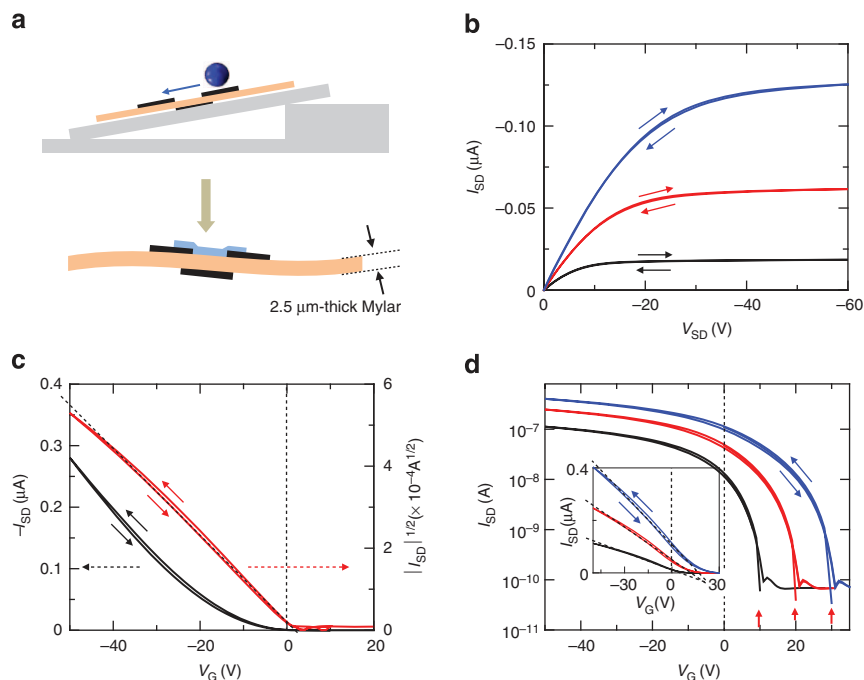 a
2.5 μm-thick Mylar
b
−0.15
−0.10
−0.05
0
I_SD (μA)
0 −20 −40 −60
V_SD (V)
c
0.4
0.3
0.2
0.1
0
−I_SD (μA)
6
4
2
0
|I_SD|^1/2 (× 10^−4 A^1/2)
−40 −20 0 20
V_G (V)
d
10^−7
10^−8
10^−9
10^−10
10^−11
I_SD (A)
0.4
0
I_SD (μA)
−30 0 30
V_G(V)
−40 −20 0 20
V_G (V)